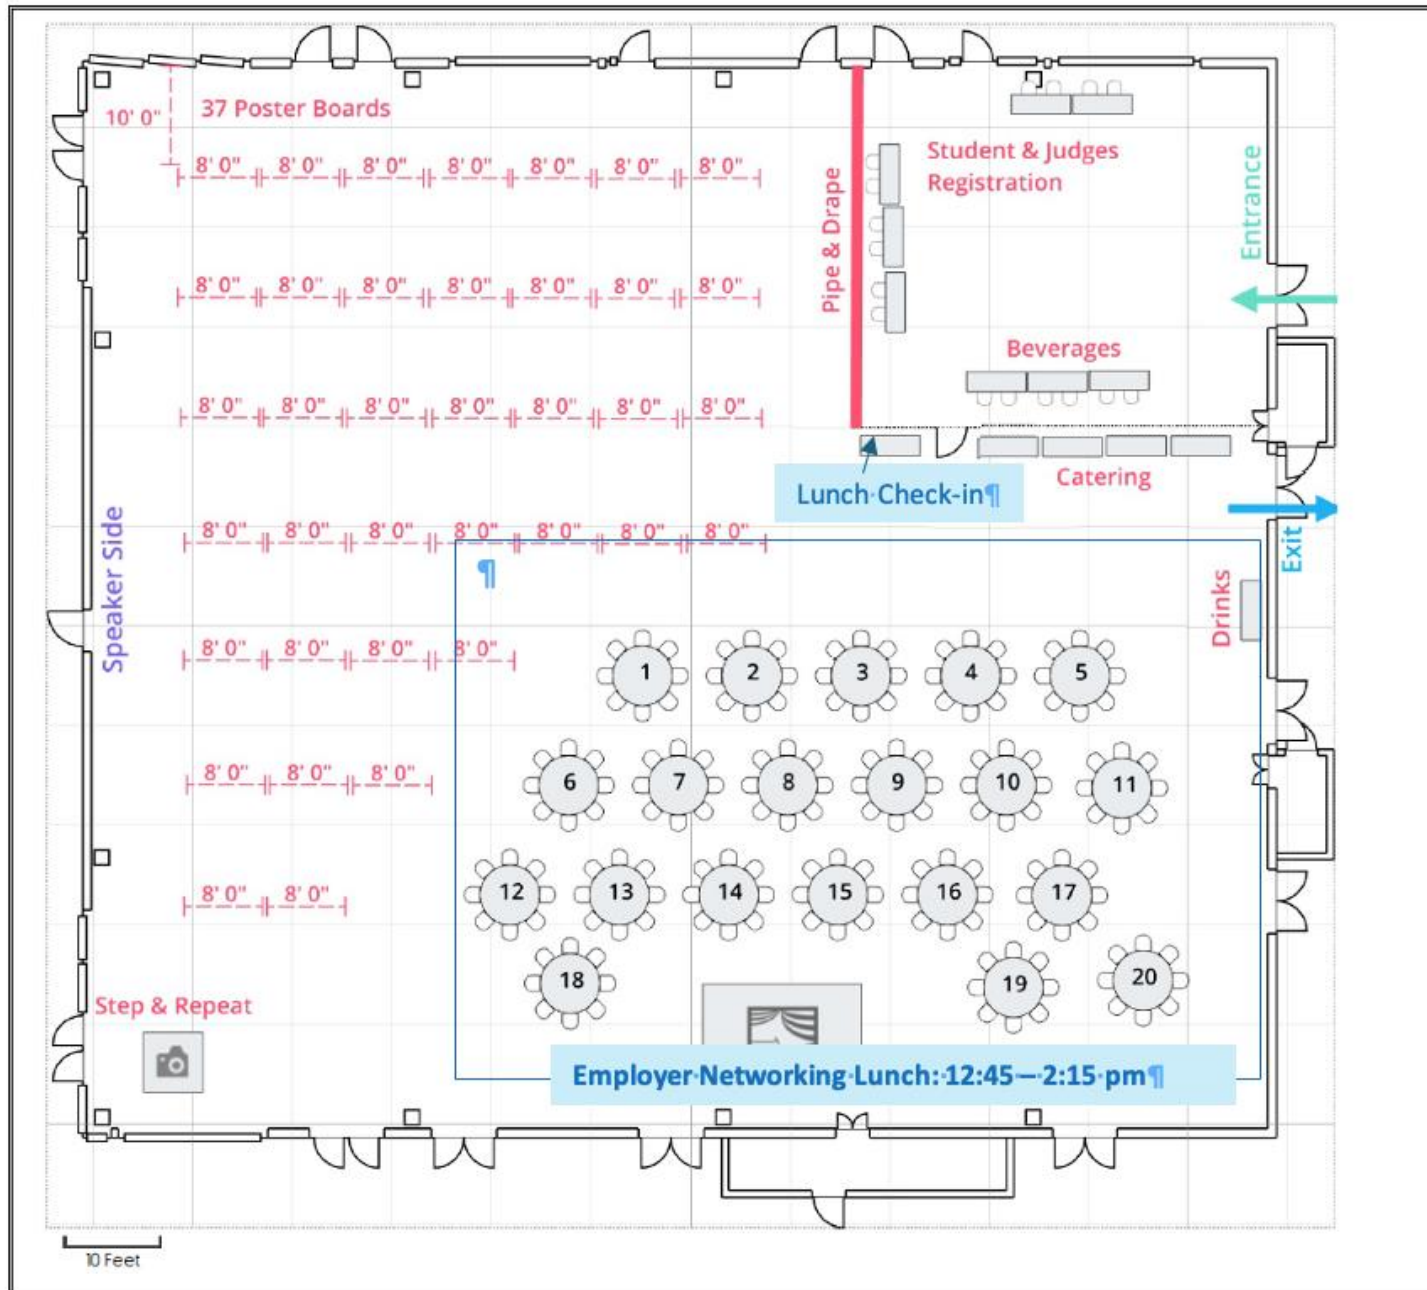 10' 0"
37 Poster Boards
8' 0" 8' 0" 8' 0" 8' 0" 8' 0" 8' 0" 8' 0"
Student & Judges
Registration
Pipe & Drape
Entrance
8' 0" 8' 0" 8' 0" 8' 0" 8' 0" 8' 0" 8' 0"
Beverages
8' 0" 8' 0" 8' 0" 8' 0" 8' 0" 8' 0" 8' 0"
Lunch·Check-in¶
Catering
Speaker Side
8' 0" 8' 0" 8' 0" 8' 0" 8' 0" 8' 0" 8' 0"
Exit
¶
Drinks
8' 0" 8' 0" 8' 0" 8' 0"
1 2 3 4 5
8' 0" 8' 0" 8' 0"
6 7 8 9 10 11
8' 0" 8' 0"
12 13 14 15 16 17
18 19 20
Step & Repeat
Employer·Networking·Lunch:·12:45·–·2:15·pm¶
10 Feet